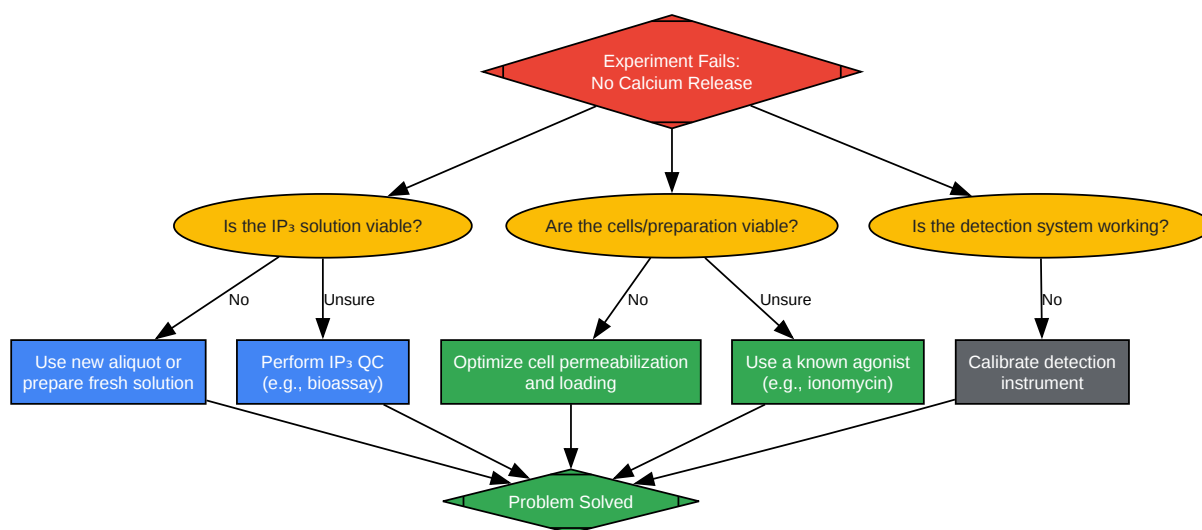 Experiment Fails:
No Calcium Release
Is the IP₃ solution viable?
Are the cells/preparation viable?
Is the detection system working?
No
Unsure
No
Unsure
No
Use new aliquot or
prepare fresh solution
Perform IP₃ QC
(e.g., bioassay)
Optimize cell permeabilization
and loading
Use a known agonist
(e.g., ionomycin)
Calibrate detection
instrument
Problem Solved